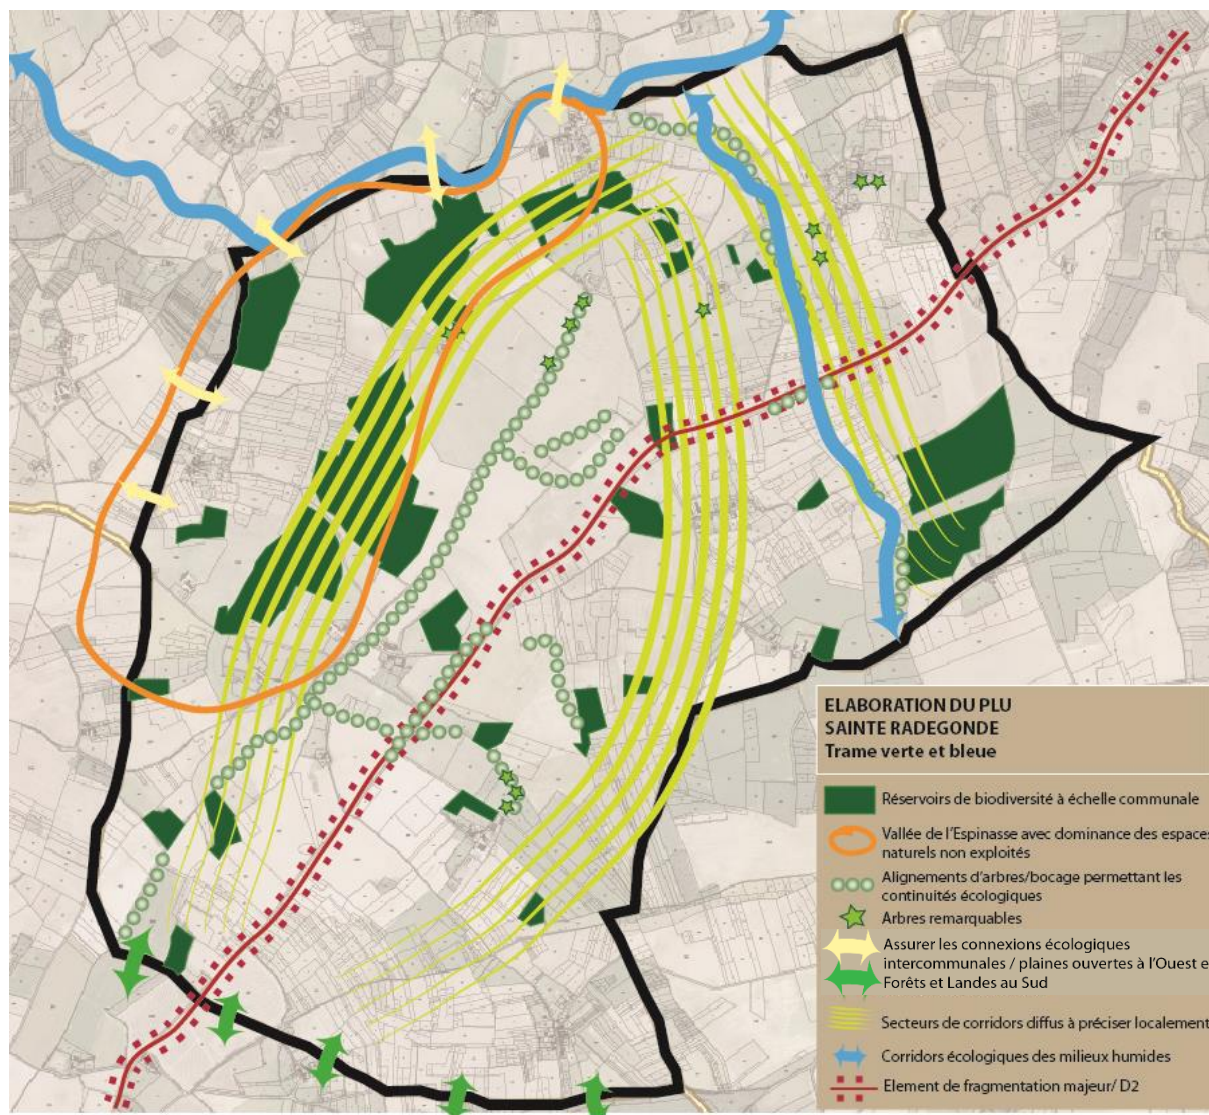 ELABORATION DU PLU
SAINTE RADEGONDE
Trame verte et bleue
Réservoirs de biodiversité à échelle communale
Vallée de l'Espinasse avec dominance des espaces
naturels non exploités
Alignements d'arbres/bocage permettant les
continuités écologiques
Arbres remarquables
Assurer les connexions écologiques
intercommunales / plaines ouvertes à l'Ouest e
Forêts et Landes au Sud
Secteurs de corridors diffus à préciser localement
Corridors écologiques des milieux humides
Element de fragmentation majeur/ D2